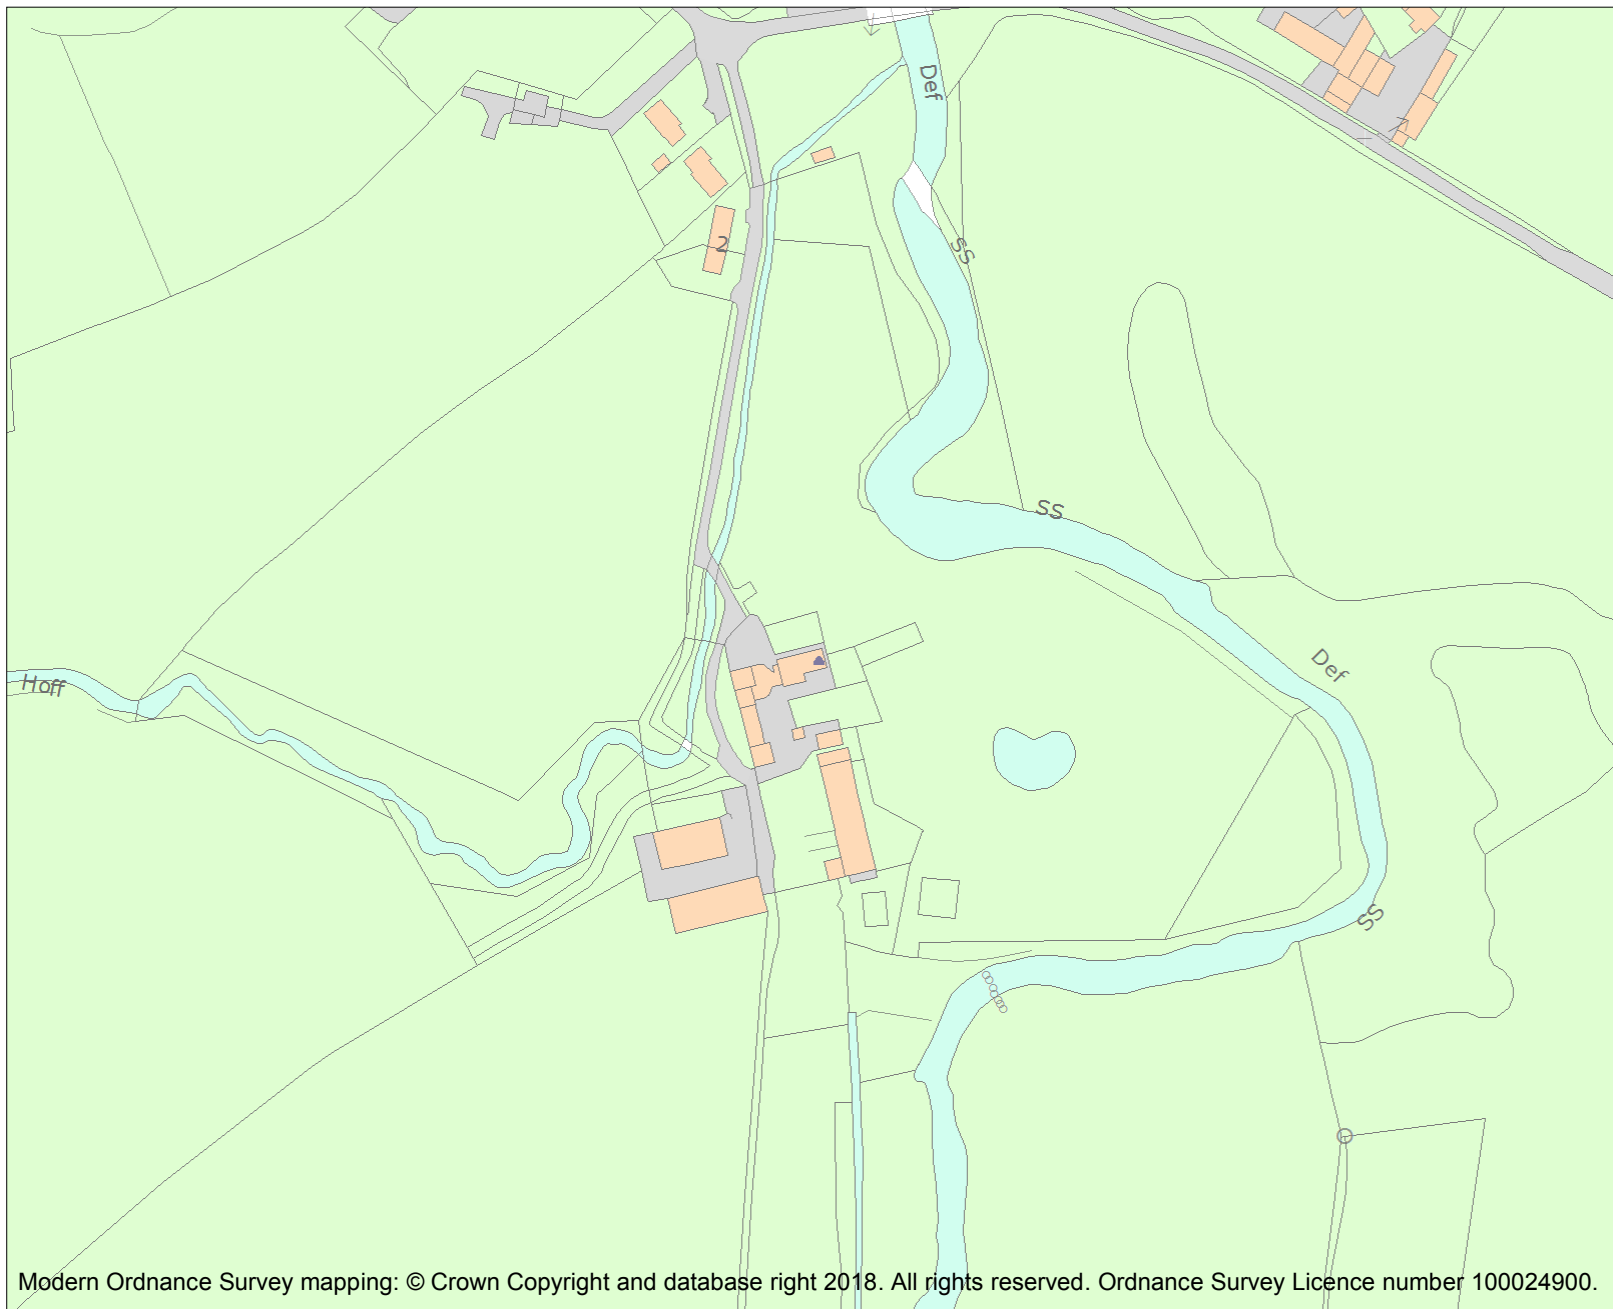 Def
SS
2
SS
Hoff
Def
SS
Modern Ordnance Survey mapping: © Crown Copyright and database right 2018. All rights reserved. Ordnance Survey Licence number 100024900.